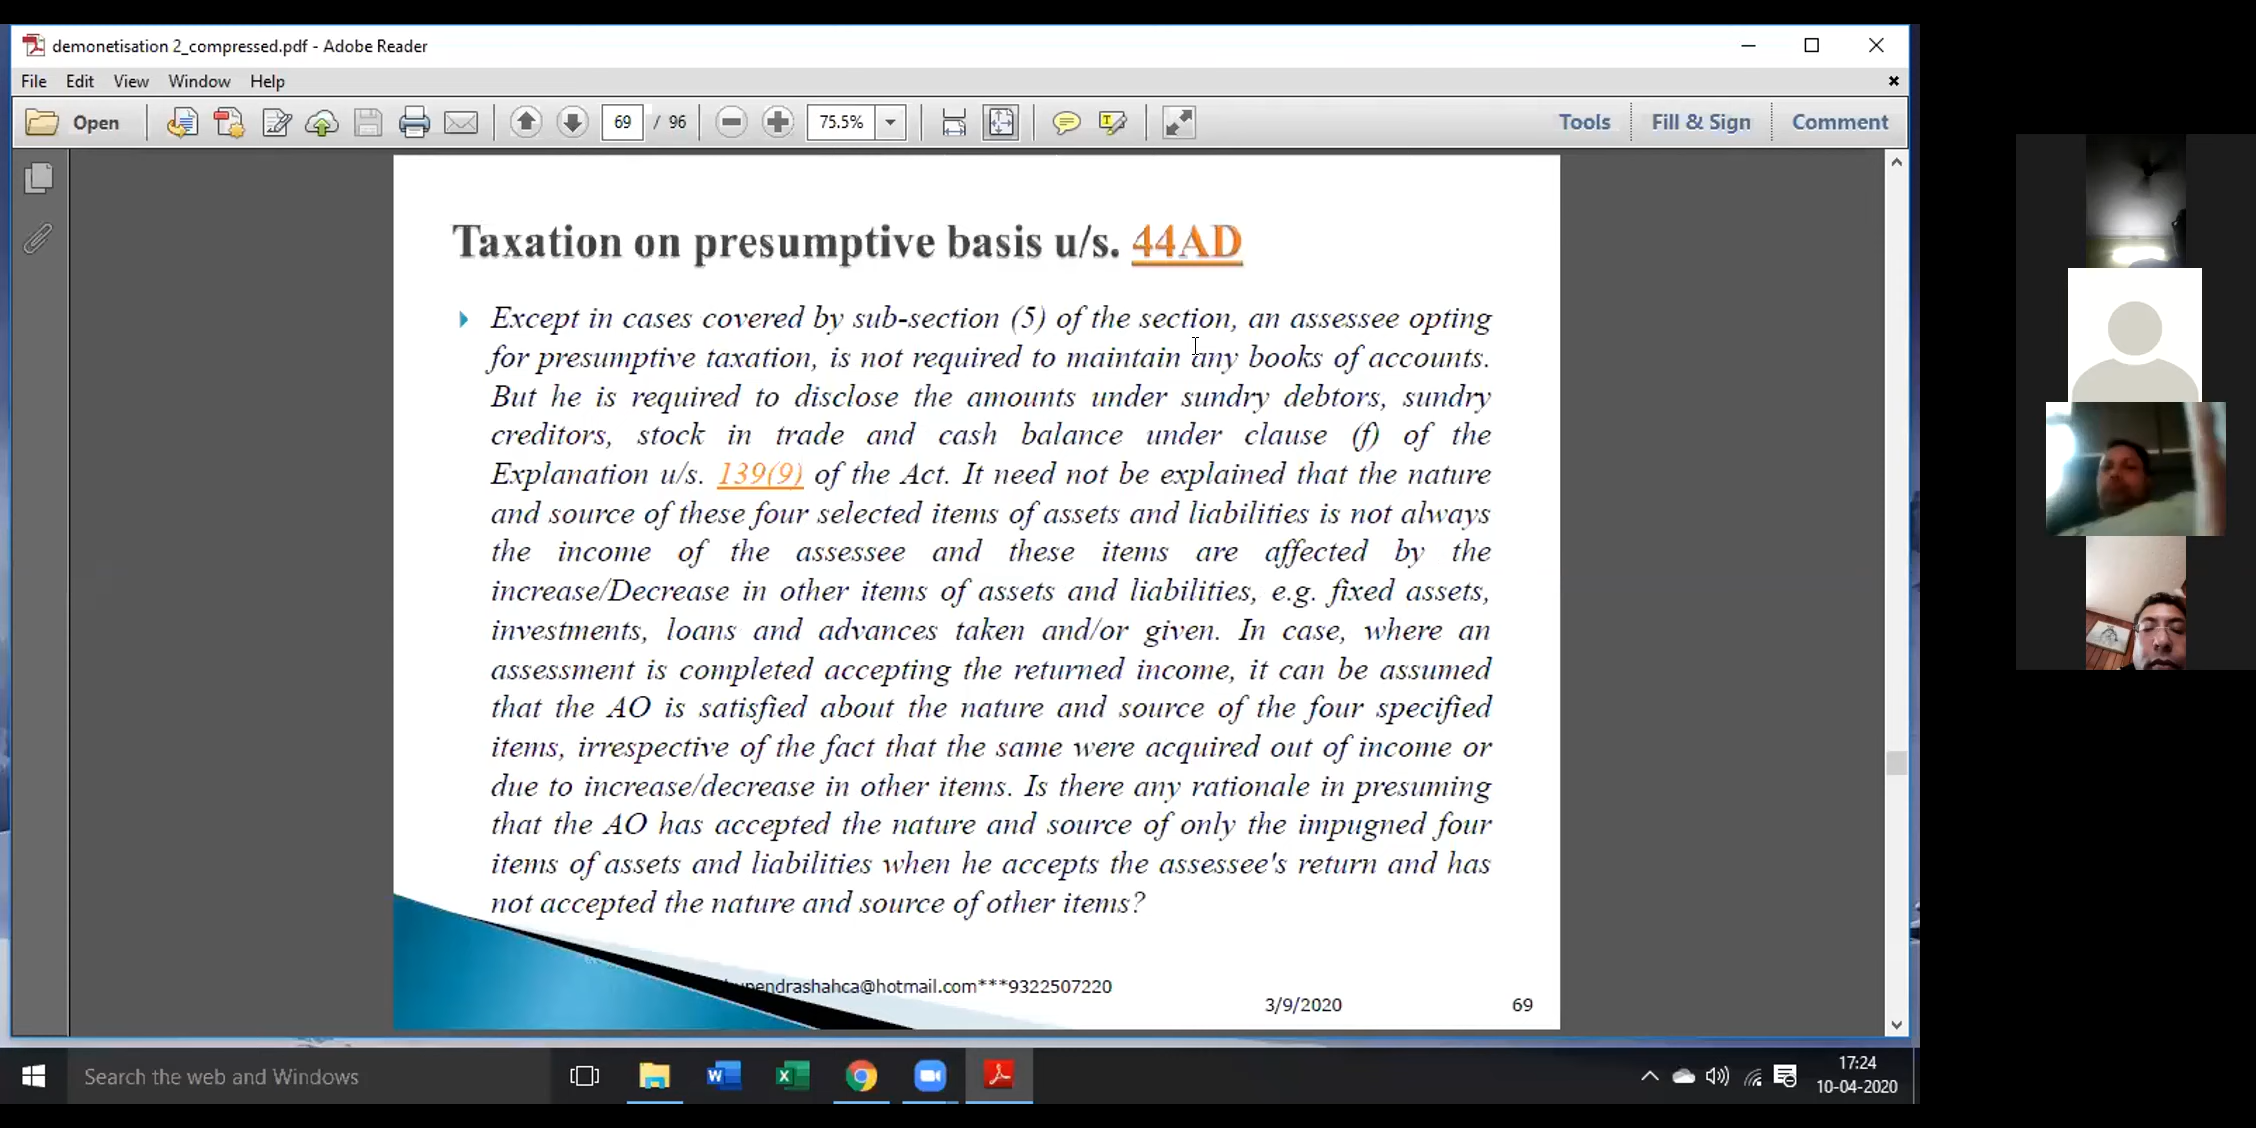 demonetisation 2_compressed.pdf - Adobe Reader
File Edit View Window Help
Open 69 / 96 75.5% Tools Fill & Sign Comment
Taxation on presumptive basis u/s. 44AD
Except in cases covered by sub-section (5) of the section, an assessee opting
for presumptive taxation, is not required to maintain any books of accounts.
But he is required to disclose the amounts under sundry debtors, sundry
creditors, stock in trade and cash balance under clause (f) of the
Explanation u/s. 139(9) of the Act. It need not be explained that the nature
and source of these four selected items of assets and liabilities is not always
the income of the assessee and these items are affected by the
increase/Decrease in other items of assets and liabilities, e.g. fixed assets,
investments, loans and advances taken and/or given. In case, where an
assessment is completed accepting the returned income, it can be assumed
that the AO is satisfied about the nature and source of the four specified
items, irrespective of the fact that the same were acquired out of income or
due to increase/decrease in other items. Is there any rationale in presuming
that the AO has accepted the nature and source of only the impugned four
items of assets and liabilities when he accepts the assessee's return and has
not accepted the nature and source of other items?
upendrashahca@hotmail.com***9322507220
3/9/2020
69
Search the web and Windows
17:24
10-04-2020